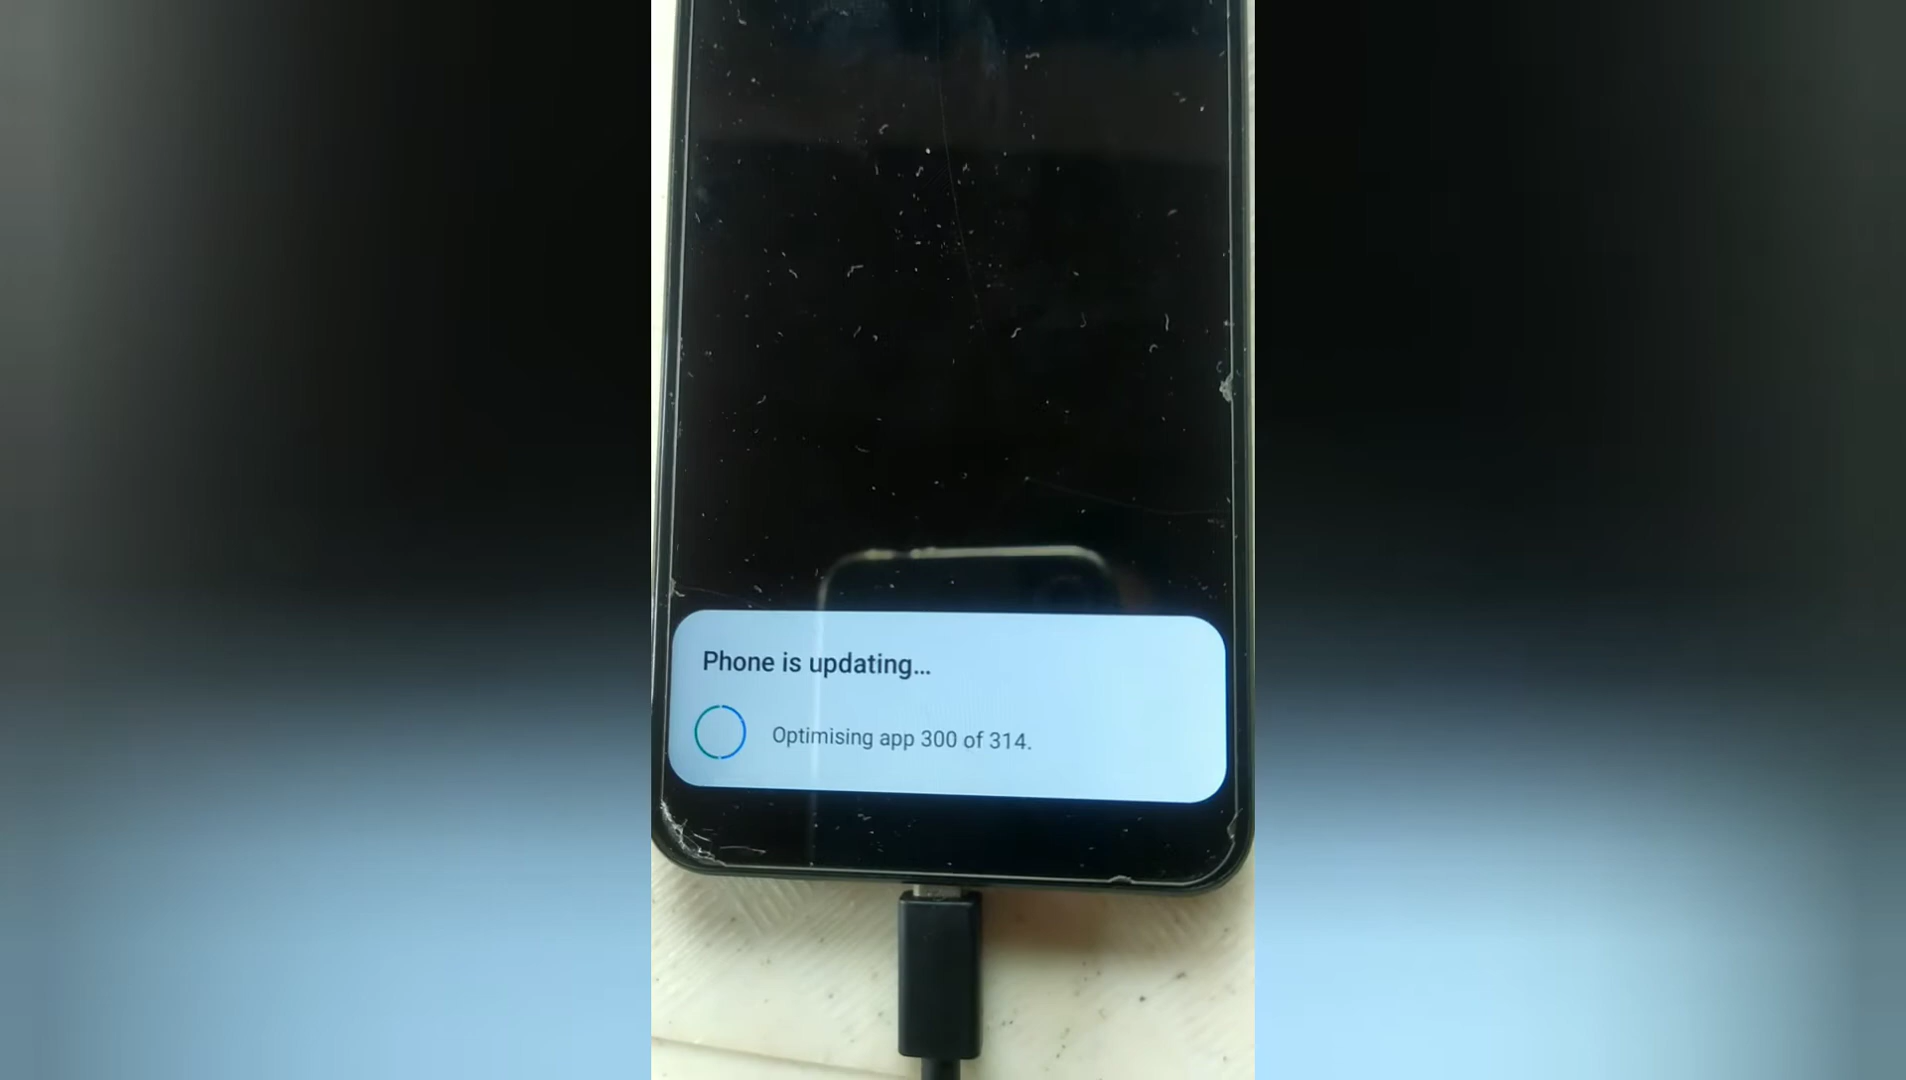 Phone is updating...
Optimising app 300 of 314.